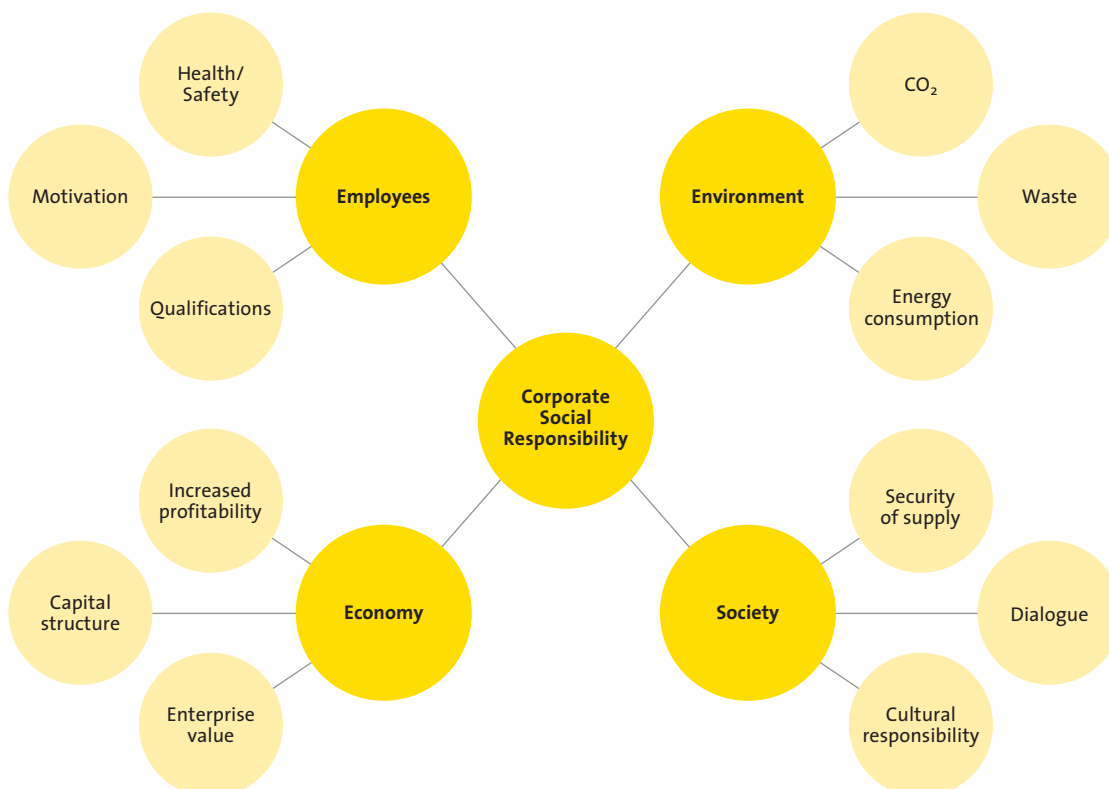 Health/
Safety
Motivation
Employees
Qualifications
CO₂
Environment
Waste
Energy
consumption
Corporate
Social
Responsibility
Increased
profitability
Capital
structure
Economy
Enterprise
value
Security
of supply
Society
Dialogue
Cultural
responsibility